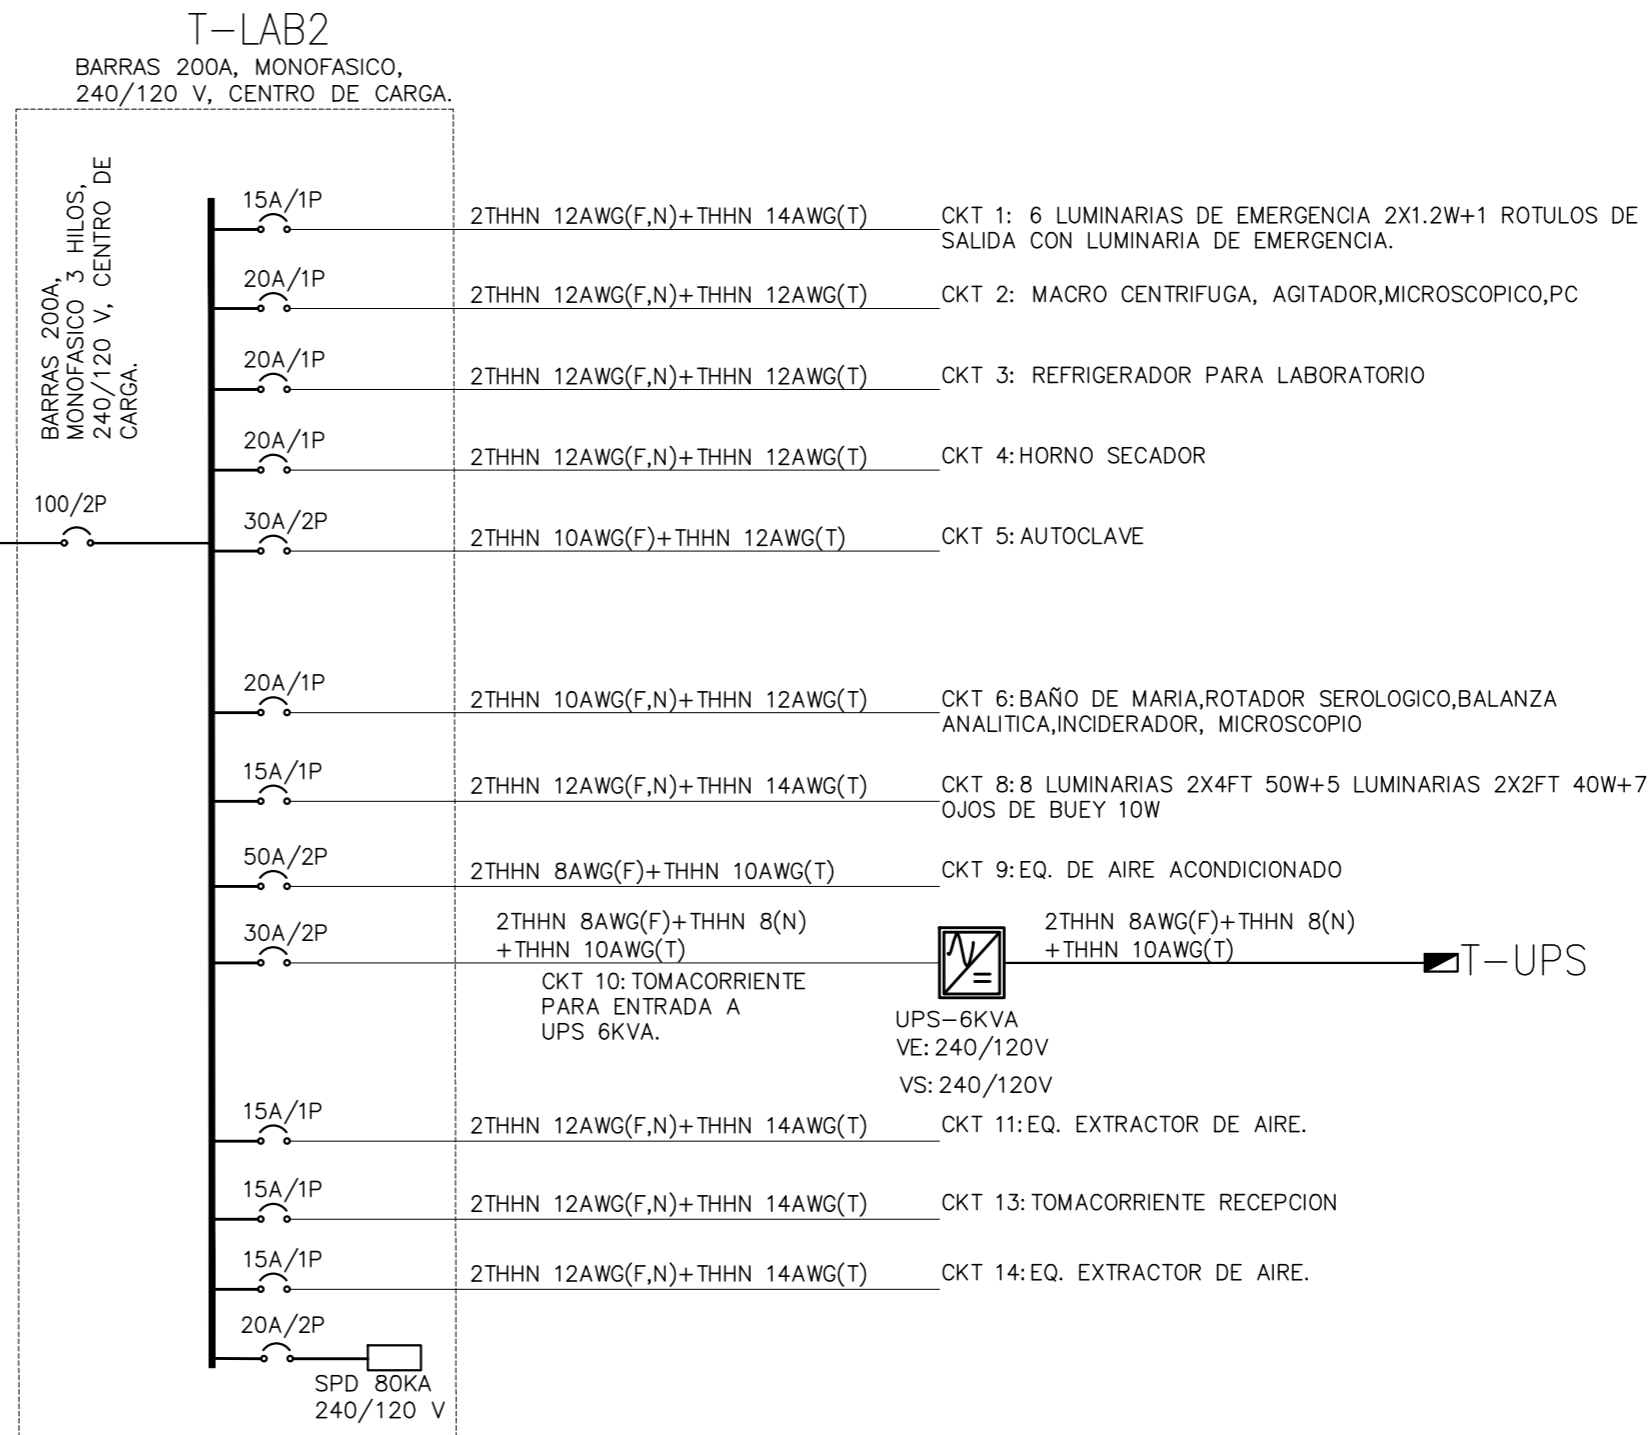 T-LAB2
BARRAS 200A, MONOFASICO,
240/120 V, CENTRO DE CARGA.
BARRAS 200A,
MONOFASICO 3 HILOS,
240/120 V, CENTRO DE
CARGA.
100/2P
15A/1P
2THHN 12AWG(F,N)+THHN 14AWG(T)
CKT 1: 6 LUMINARIAS DE EMERGENCIA 2X1.2W+1 ROTULOS DE
SALIDA CON LUMINARIA DE EMERGENCIA.
20A/1P
2THHN 12AWG(F,N)+THHN 12AWG(T)
CKT 2: MACRO CENTRIFUGA, AGITADOR,MICROSCOPICO,PC
20A/1P
2THHN 12AWG(F,N)+THHN 12AWG(T)
CKT 3: REFRIGERADOR PARA LABORATORIO
20A/1P
2THHN 12AWG(F,N)+THHN 12AWG(T)
CKT 4:HORNO SECADOR
30A/2P
2THHN 10AWG(F)+THHN 12AWG(T)
CKT 5:AUTOCLAVE
20A/1P
2THHN 10AWG(F,N)+THHN 12AWG(T)
CKT 6:BAÑO DE MARIA,ROTADOR SEROLOGICO,BALANZA
ANALITICA,INCIDERADOR, MICROSCOPIO
15A/1P
2THHN 12AWG(F,N)+THHN 14AWG(T)
CKT 8:8 LUMINARIAS 2X4FT 50W+5 LUMINARIAS 2X2FT 40W+7
OJOS DE BUEY 10W
50A/2P
2THHN 8AWG(F)+THHN 10AWG(T)
CKT 9:EQ. DE AIRE ACONDICIONADO
30A/2P
2THHN 8AWG(F)+THHN 8(N)
+THHN 10AWG(T)
CKT 10:TOMACORRIENTE
PARA ENTRADA A
UPS 6KVA.
UPS-6KVA
VE:240/120V
VS:240/120V
2THHN 8AWG(F)+THHN 8(N)
+THHN 10AWG(T)
T-UPS
15A/1P
2THHN 12AWG(F,N)+THHN 14AWG(T)
CKT 11:EQ. EXTRACTOR DE AIRE.
15A/1P
2THHN 12AWG(F,N)+THHN 14AWG(T)
CKT 13:TOMACORRIENTE RECEPCION
15A/1P
2THHN 12AWG(F,N)+THHN 14AWG(T)
CKT 14:EQ. EXTRACTOR DE AIRE.
20A/2P
SPD 80KA
240/120 V